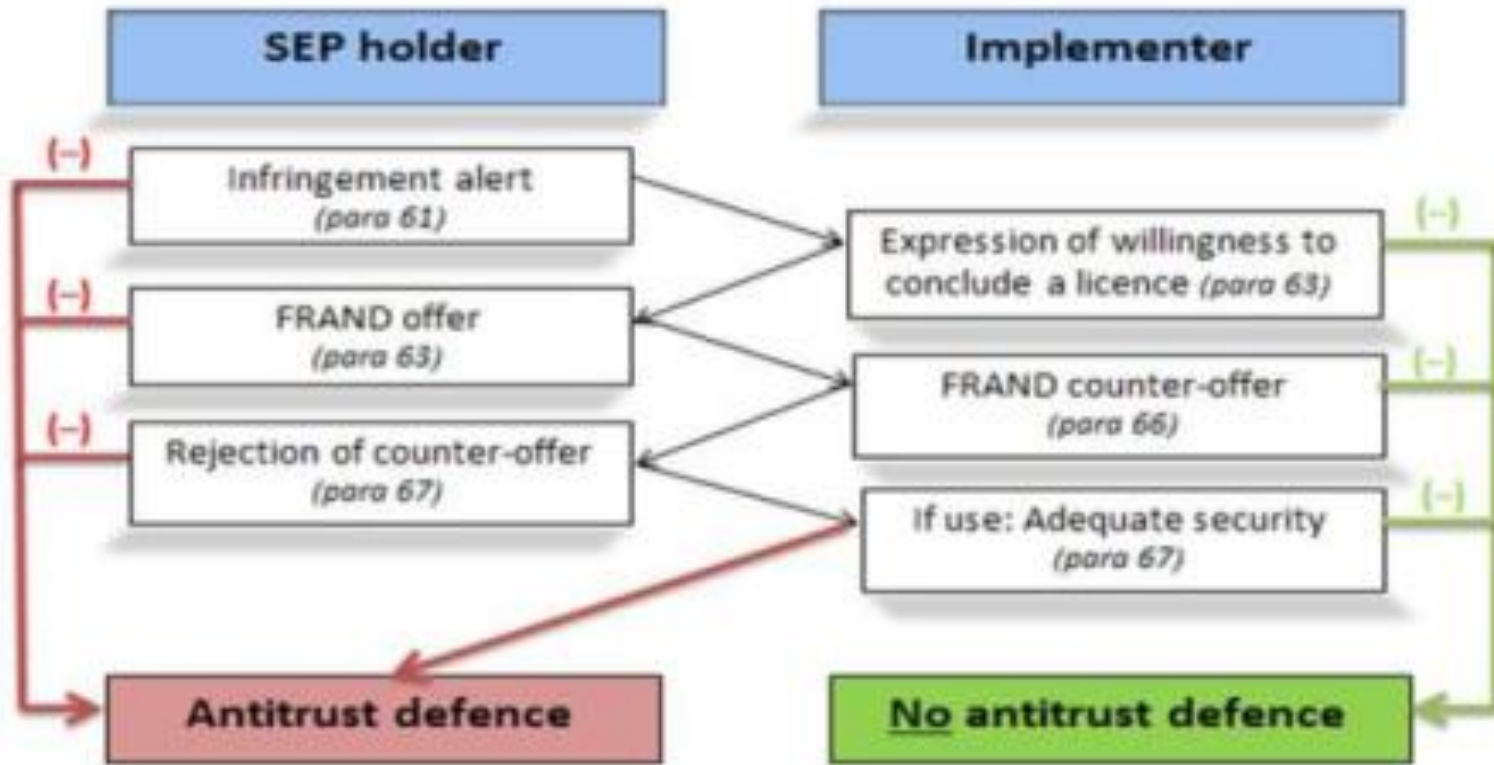 SEP holder
Implementer
(–)
Infringement alert
(para 61)
(–)
Expression of willingness to
conclude a licence (para 63)
(–)
FRAND offer
(para 63)
(–)
FRAND counter-offer
(para 66)
(–)
Rejection of counter-offer
(para 67)
(–)
If use: Adequate security
(para 67)
Antitrust defence
No antitrust defence